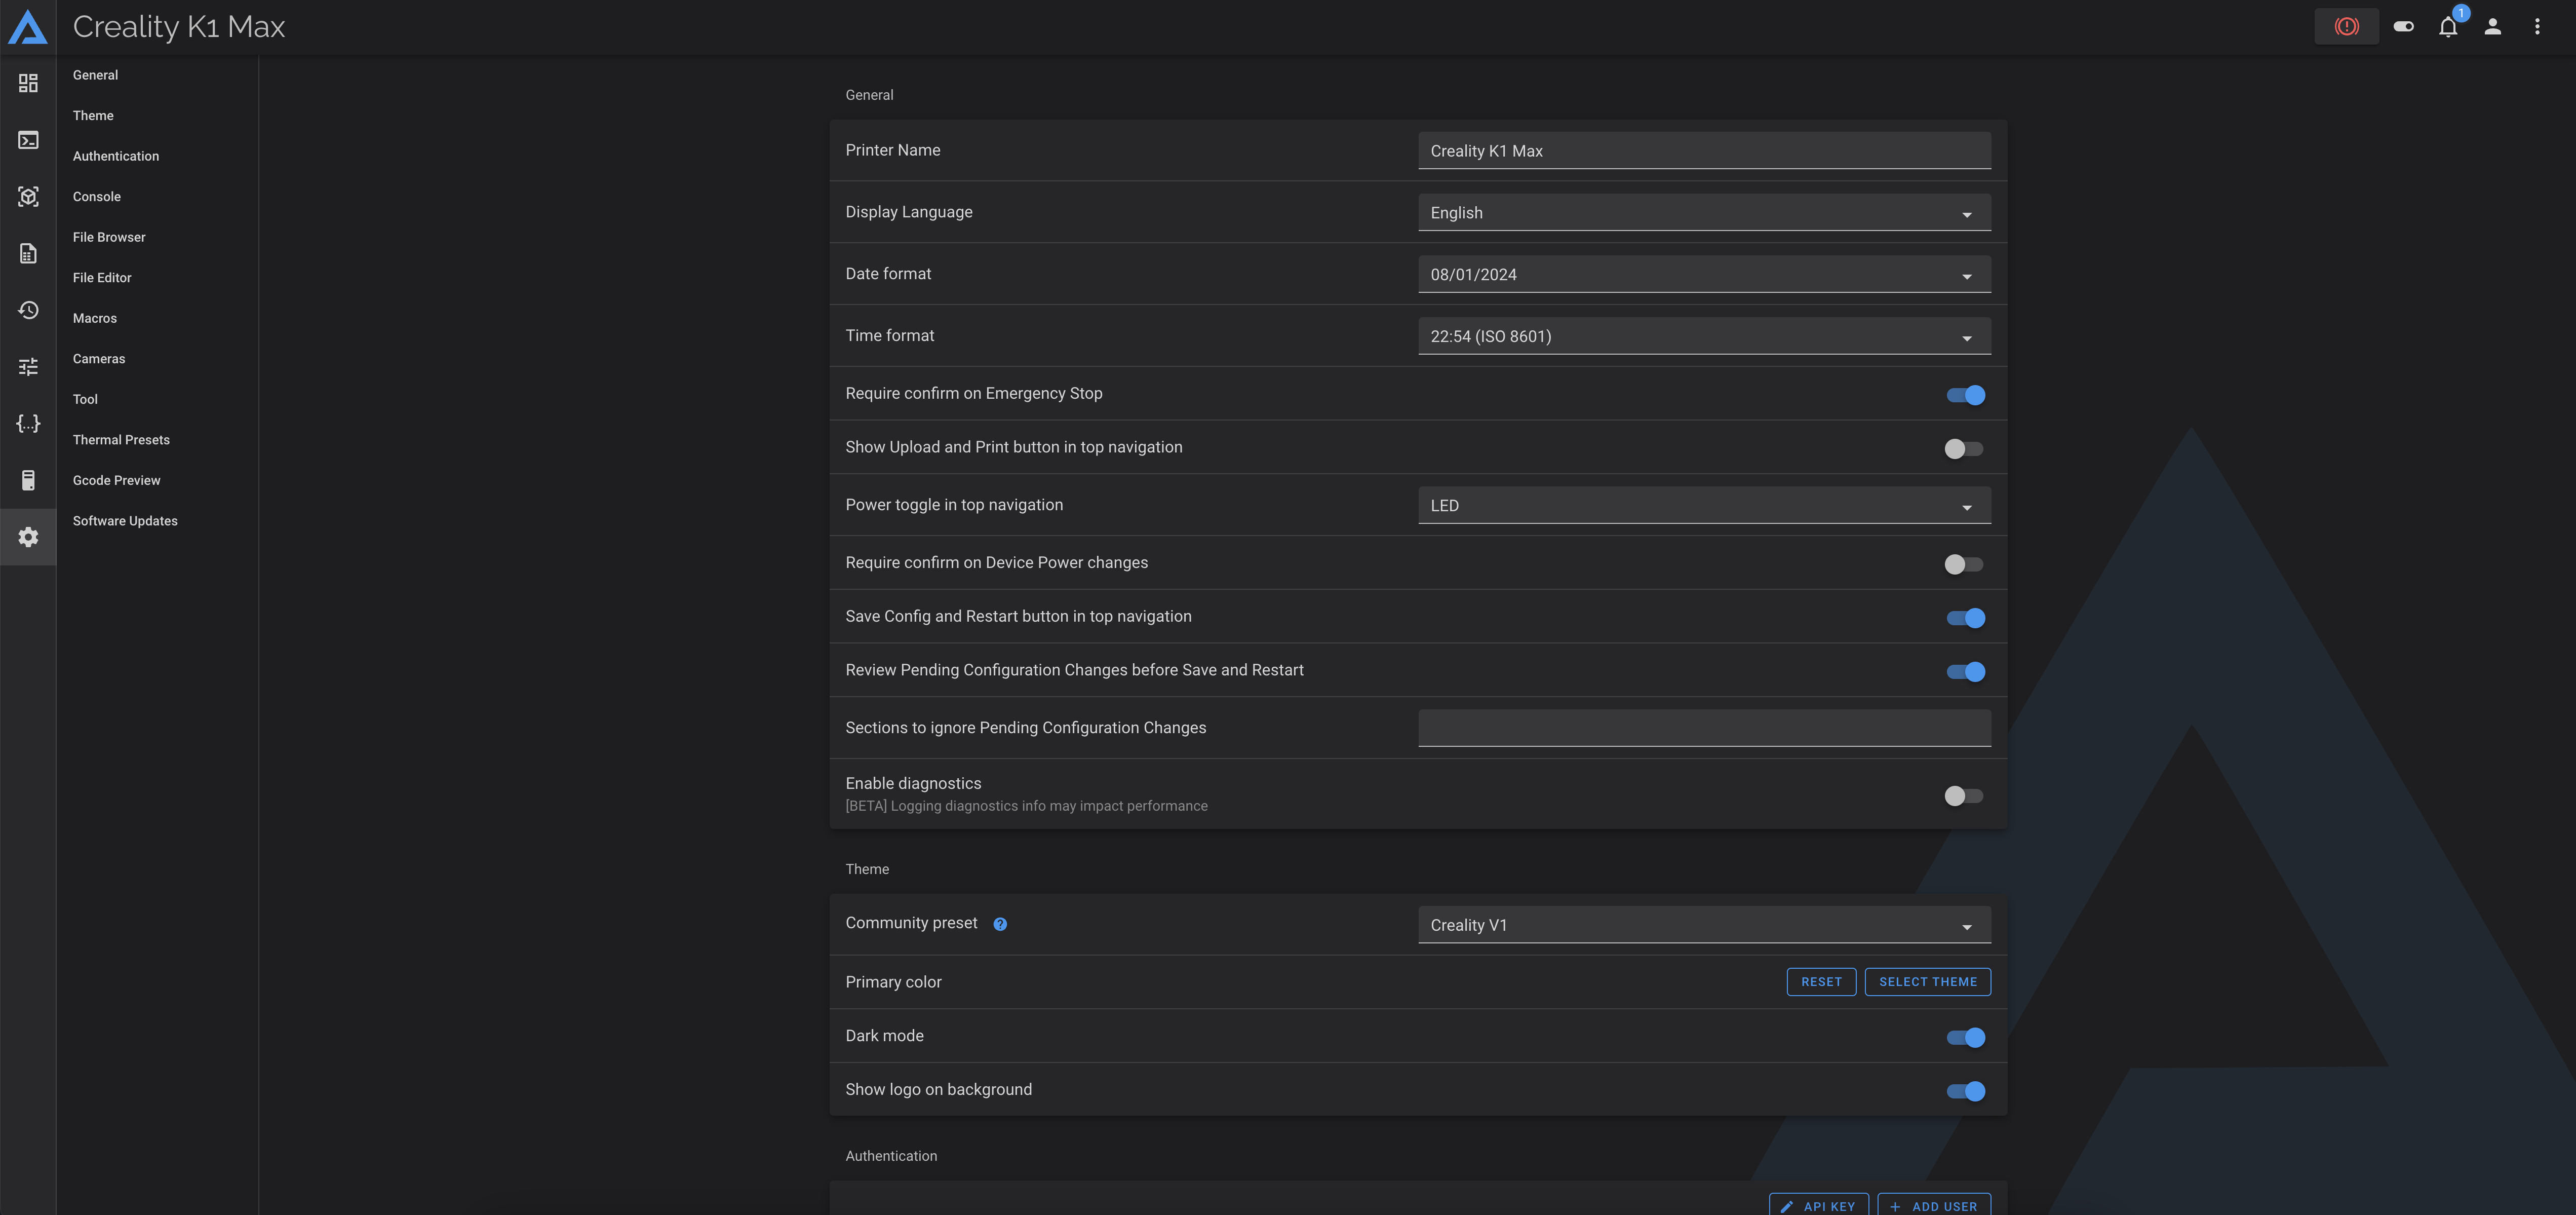 Creality K1 Max
1
General
Theme
Authentication
Console
File Browser
File Editor
Macros
Cameras
Tool
Thermal Presets
Gcode Preview
Software Updates
General
Printer Name
Creality K1 Max
Display Language
English
Date format
08/01/2024
Time format
22:54 (ISO 8601)
Require confirm on Emergency Stop
Show Upload and Print button in top navigation
Power toggle in top navigation
LED
Require confirm on Device Power changes
Save Config and Restart button in top navigation
Review Pending Configuration Changes before Save and Restart
Sections to ignore Pending Configuration Changes
Enable diagnostics
[BETA] Logging diagnostics info may impact performance
Theme
Community preset
Creality V1
Primary color
RESET
SELECT THEME
Dark mode
Show logo on background
Authentication
API KEY
ADD USER